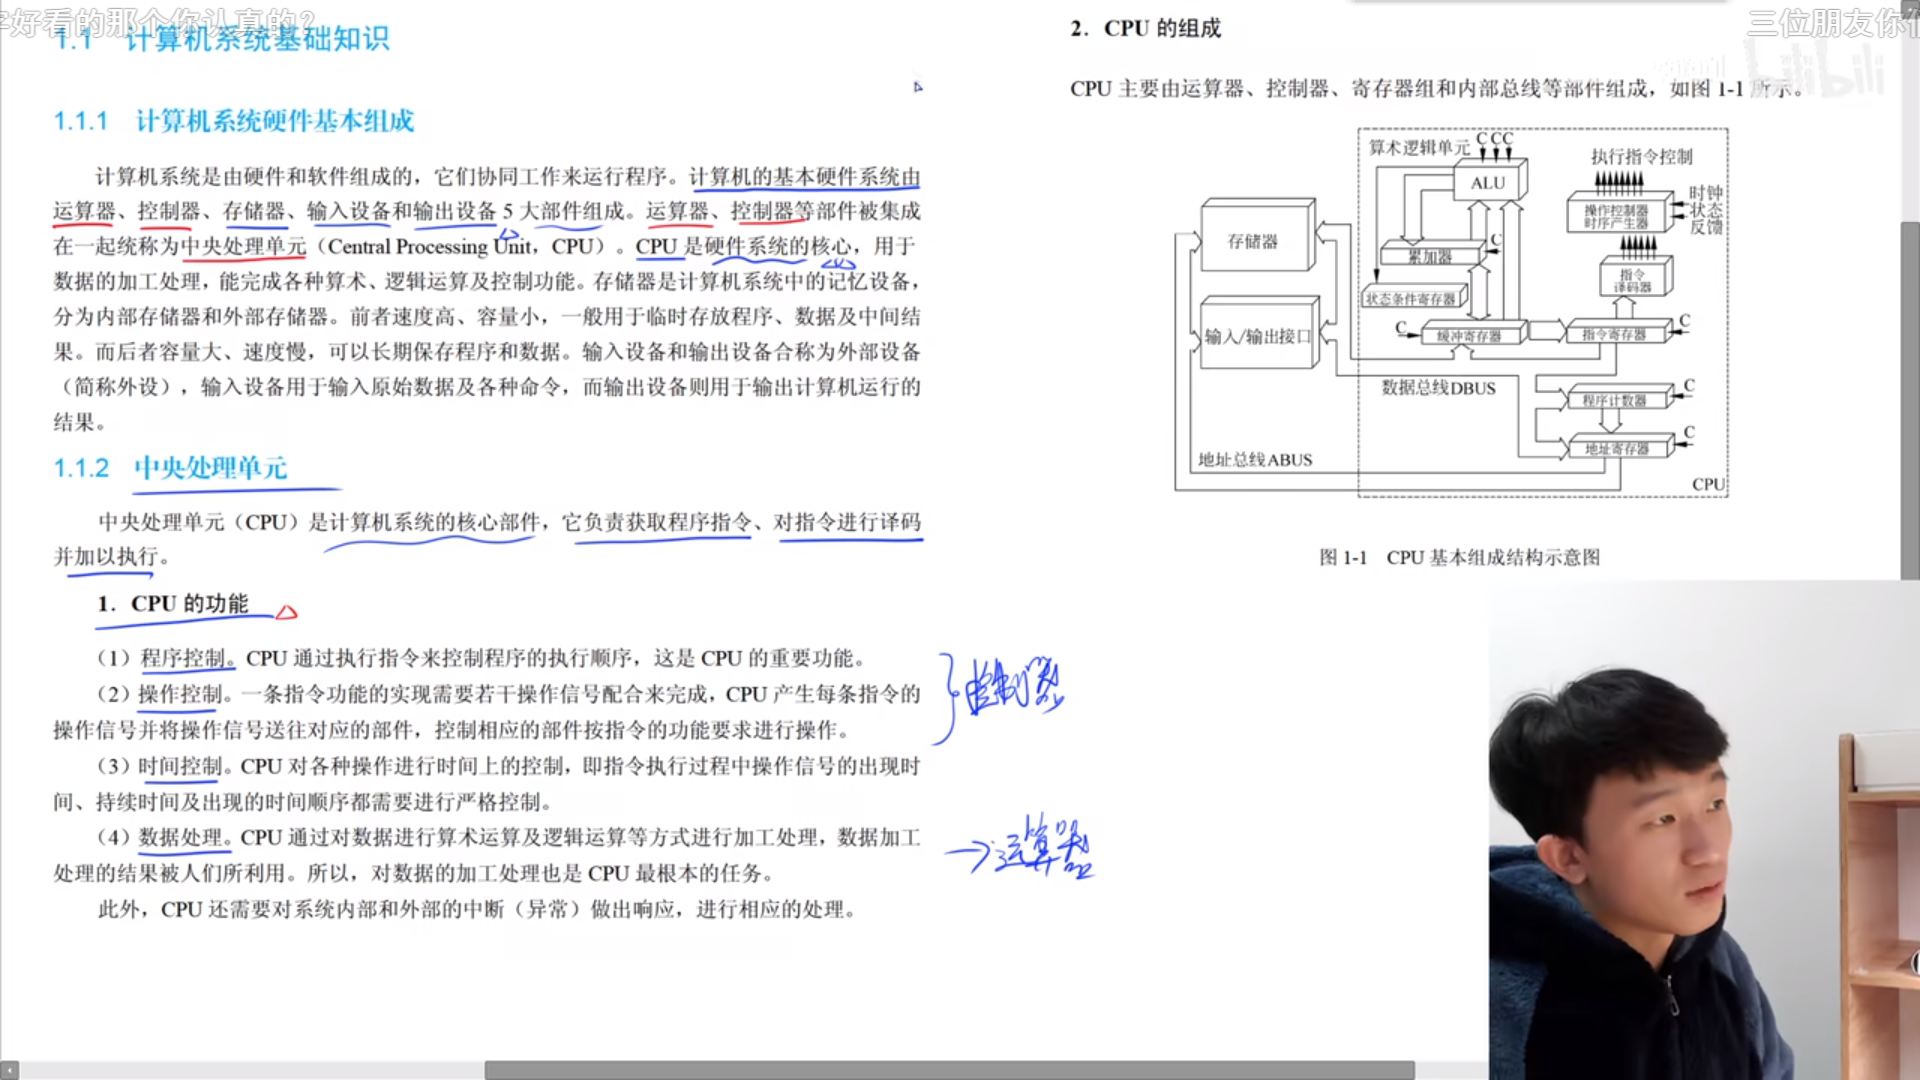 字好看的那个你认真的？
三位朋友你们
bilibili
1.1 计算机系统基础知识
1.1.1 计算机系统硬件基本组成
计算机系统是由硬件和软件组成的，它们协同工作来运行程序。计算机的基本硬件系统由
运算器、控制器、存储器、输入设备和输出设备 5 大部件组成。运算器、控制器等部件被集成
在一起统称为中央处理单元（Central Processing Unit，CPU）。CPU 是硬件系统的核心，用于
数据的加工处理，能完成各种算术、逻辑运算及控制功能。存储器是计算机系统中的记忆设备，
分为内部存储器和外部存储器。前者速度高、容量小，一般用于临时存放程序、数据及中间结
果。而后者容量大、速度慢，可以长期保存程序和数据。输入设备和输出设备合称为外部设备
（简称外设），输入设备用于输入原始数据及各种命令，而输出设备则用于输出计算机运行的
结果。
1.1.2 中央处理单元
中央处理单元（CPU）是计算机系统的核心部件，它负责获取程序指令、对指令进行译码
并加以执行。
1．CPU 的功能
（1）程序控制。CPU 通过执行指令来控制程序的执行顺序，这是 CPU 的重要功能。
（2）操作控制。一条指令功能的实现需要若干操作信号配合来完成，CPU 产生每条指令的
操作信号并将操作信号送往对应的部件，控制相应的部件按指令的功能要求进行操作。
（3）时间控制。CPU 对各种操作进行时间上的控制，即指令执行过程中操作信号的出现时
间、持续时间及出现的时间顺序都需要进行严格控制。
（4）数据处理。CPU 通过对数据进行算术运算及逻辑运算等方式进行加工处理，数据加工
处理的结果被人们所利用。所以，对数据的加工处理也是 CPU 最根本的任务。
此外，CPU 还需要对系统内部和外部的中断（异常）做出响应，进行相应的处理。
控制器
运算器
2．CPU 的组成
CPU 主要由运算器、控制器、寄存器组和内部总线等部件组成，如图 1-1 所示。
算术逻辑单元
C C C
ALU
执行指令控制
操作控制器
时序产生器
时钟
状态
反馈
存储器
累加器
C
指令
译码器
状态条件寄存器
输入/输出接口
C
缓冲寄存器
指令寄存器
C
数据总线DBUS
程序计数器
C
地址寄存器
C
地址总线ABUS
CPU
图 1-1 CPU 基本组成结构示意图